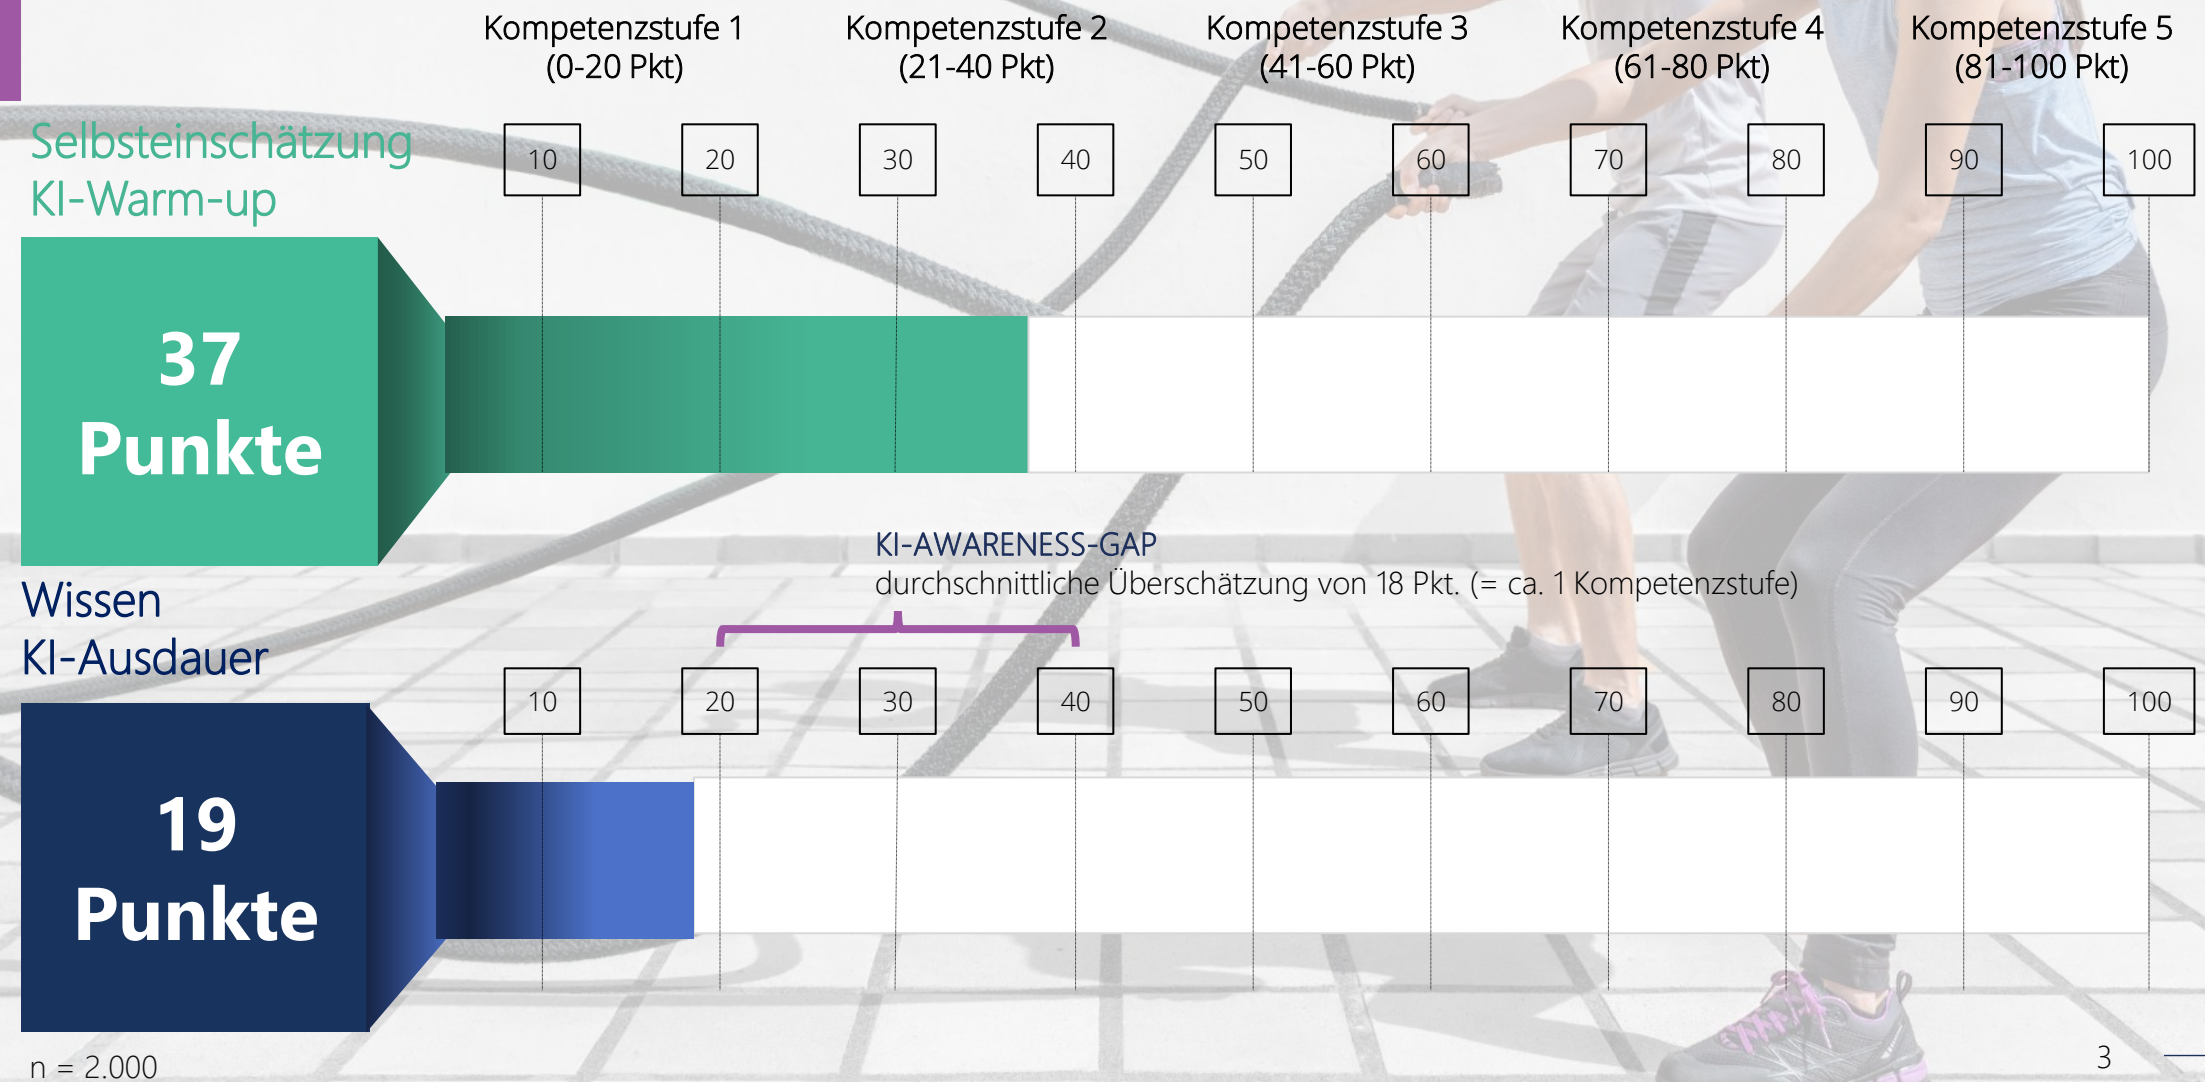 Kompetenzstufe 1
(0-20 Pkt)
Kompetenzstufe 2
(21-40 Pkt)
Kompetenzstufe 3
(41-60 Pkt)
Kompetenzstufe 4
(61-80 Pkt)
Kompetenzstufe 5
(81-100 Pkt)
Selbsteinschätzung
KI-Warm-up
10 20 30 40 50 60 70 80 90 100
37
Punkte
KI-AWARENESS-GAP
durchschnittliche Überschätzung von 18 Pkt. (= ca. 1 Kompetenzstufe)
Wissen
KI-Ausdauer
10 20 30 40 50 60 70 80 90 100
19
Punkte
n = 2.000
3